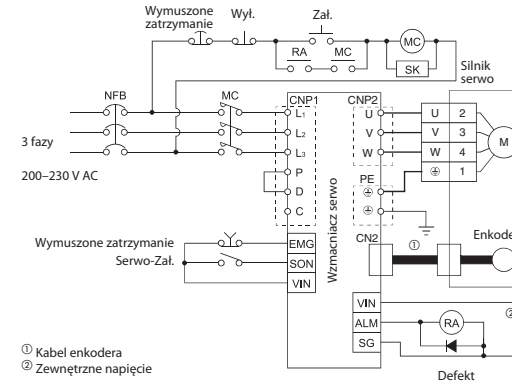 Wymuszone
zatrzymanie
Wył.
Zał.
RA
MC
MC
SK
Silnik
serwo
NFB
MC
CNP1
CNP2
L1
L2
L3
P
D
C
U
V
W
PE
U 2
V 3
W 4
1
M
3 fazy
200–230 V AC
Wzmacniacz serwo
CN2
①
Wymuszone zatrzymanie
Serwo-Zał.
EMG
SON
VIN
VIN
ALM
SG
RA
②
Defekt
① Kabel enkodera
② Zewnętrzne napięcie